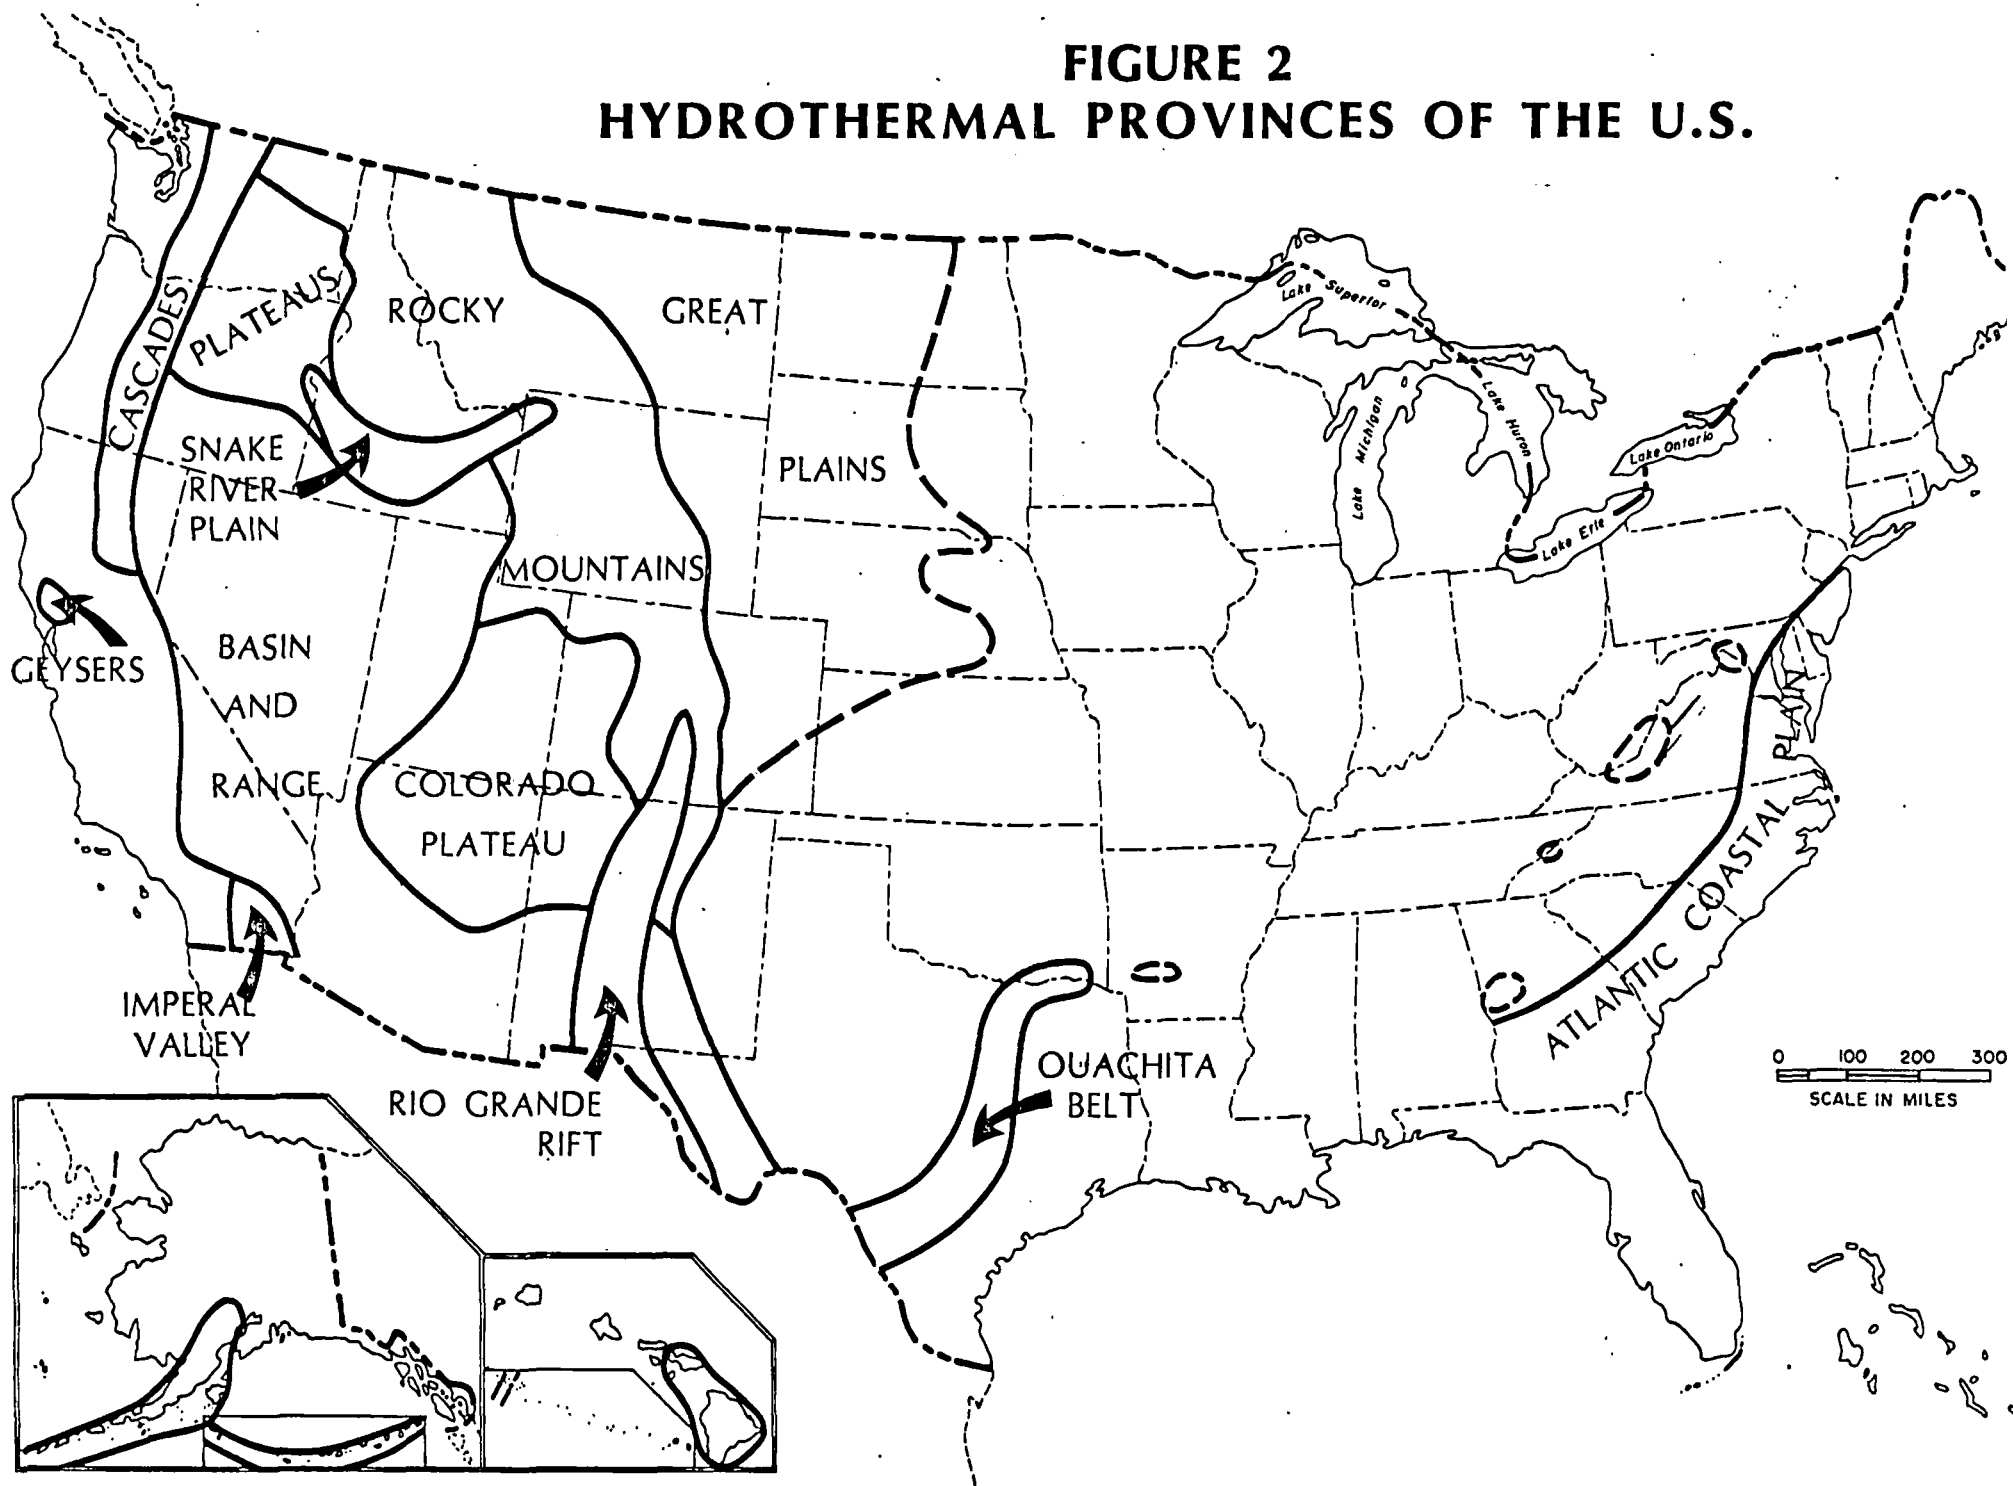 FIGURE 2
HYDROTHERMAL PROVINCES OF THE U.S.
CASCADES
PLATEAUS
ROCKY
GREAT
Lake Superior
Lake Michigan
Lake Huron
Lake Ontario
Lake Erie
SNAKE
RIVER
PLAIN
PLAINS
MOUNTAINS
GEYSERS
BASIN
AND
RANGE
COLORADO
PLATEAU
ATLANTIC COASTAL PLAIN
IMPERAL
VALLEY
RIO GRANDE
RIFT
OUACHITA
BELT
0 100 200 300
SCALE IN MILES